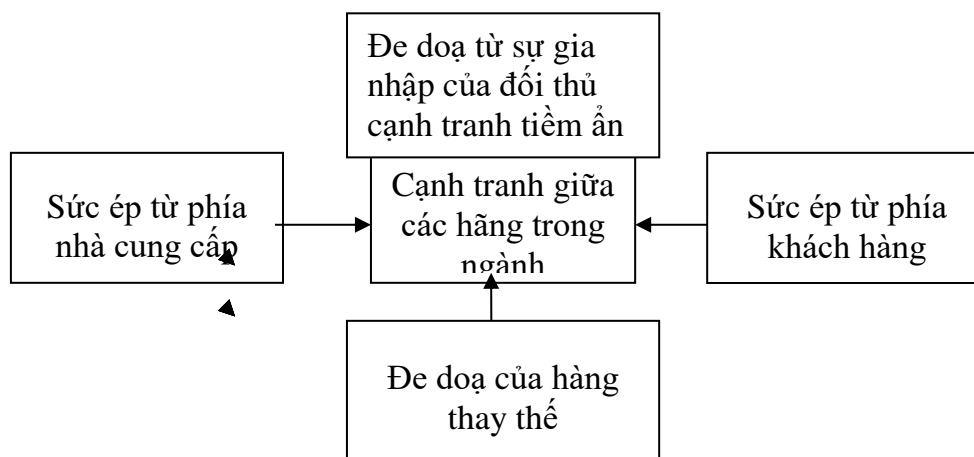 Đe doạ từ sự gia
nhập của đối thủ
cạnh tranh tiềm ẩn
Sức ép từ phía
nhà cung cấp
Cạnh tranh giữa
các hãng trong
ngành
Sức ép từ phía
khách hàng
Đe doạ của hàng
thay thế